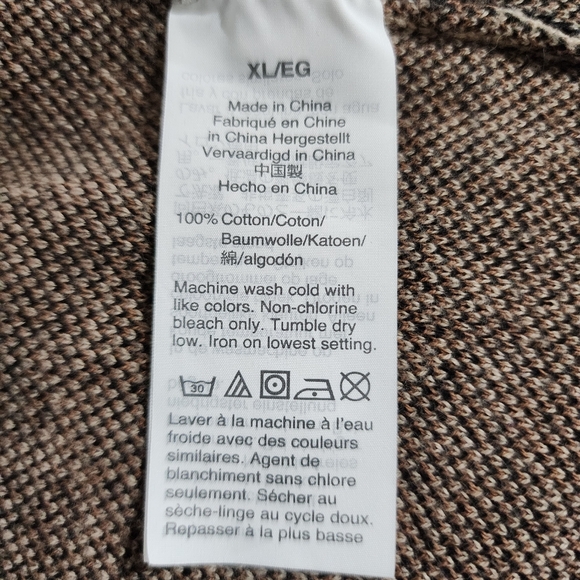 XL/EG
Made in China
Fabriqué en Chine
in China Hergestellt
Vervaardigd in China
中国製
Hecho en China
100% Cotton/Coton/
Baumwolle/Katoen/
綿/algodón
Machine wash cold with
like colors. Non-chlorine
bleach only. Tumble dry
low. Iron on lowest setting.
30
Laver à la machine à l'eau
froide avec des couleurs
similaires. Agent de
blanchiment sans chlore
seulement. Sécher au
sèche-linge au cycle doux.
Repasser à la plus basse